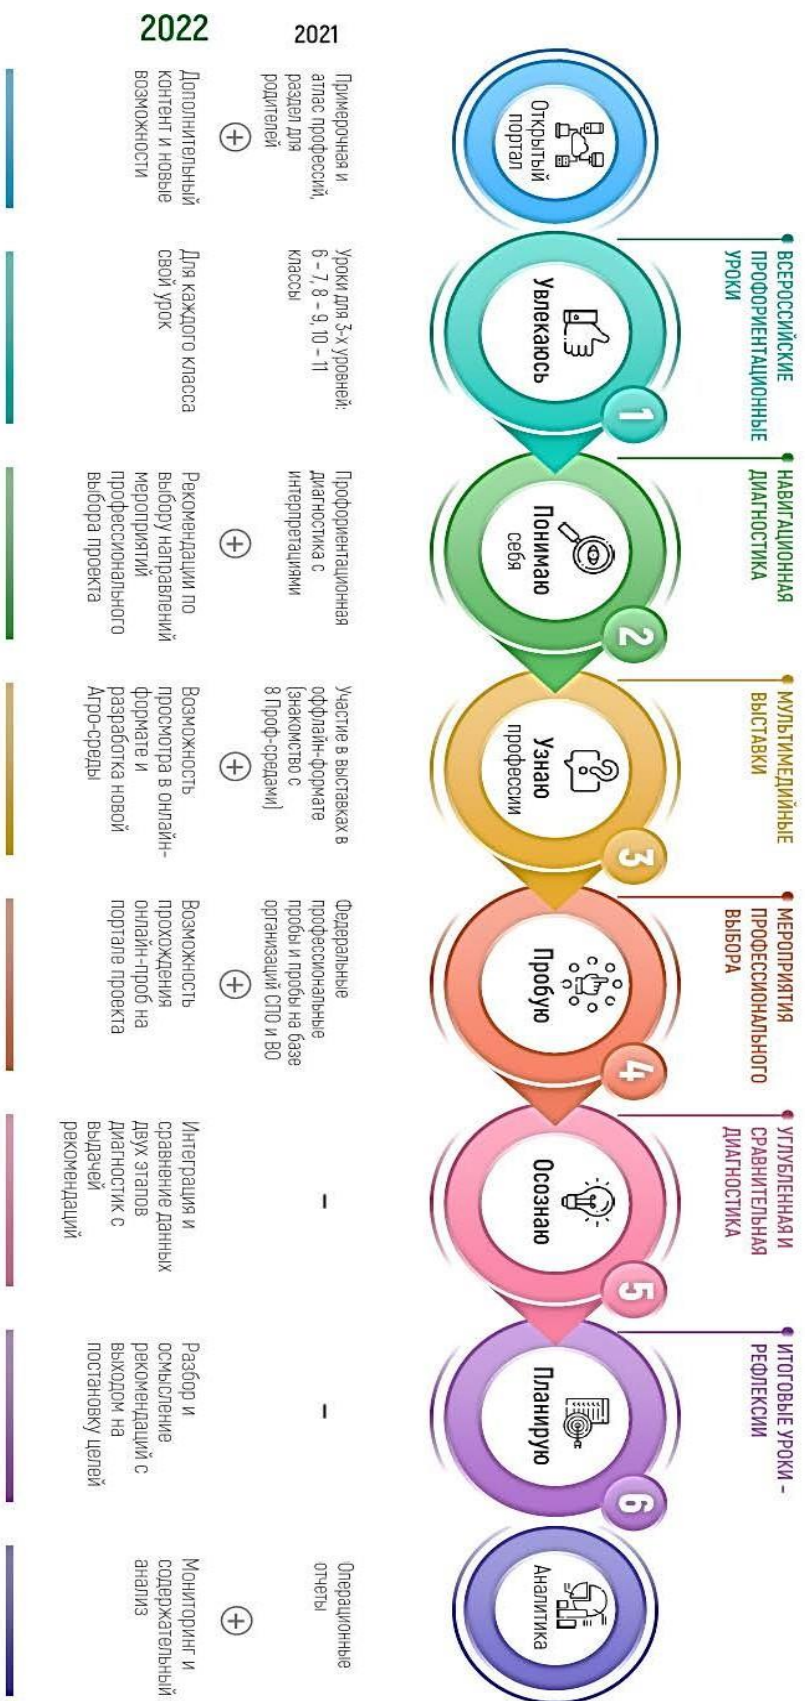 ВСЕРОССИЙСКИЕ
ПРОФОРИЕНТАЦИОННЫЕ
УРОКИ
НАВИГАЦИОННАЯ
ДИАГНОСТИКА
МУЛЬТИМЕДИЙНЫЕ
ВЫСТАВКИ
МЕРОПРИЯТИЯ
ПРОФЕССИОНАЛЬНОГО
ВЫБОРА
УГЛУБЛЕННАЯ И
СРАВНИТЕЛЬНАЯ
ДИАГНОСТИКА
ИТОГОВЫЕ УРОКИ –
РЕФЛЕКСИИ
Открытый
портал
Увлекаюсь
1
Понимаю
себя
2
Узнаю
профессии
3
Пробую
4
Осознаю
5
Планирую
6
Аналитика
2021
Примерочная и
атлас профессий,
раздел для
родителей
Уроки для 3-х уровней:
6 – 7, 8 – 9, 10 – 11
классы
Профориентационная
диагностика с
интерпретациями
Участие в выставках в
оффлайн-формате
(знакомство с
8 Проф-средами)
Федеральные
профессиональные
пробы и пробы на базе
организаций СПО и ВО
–
–
Операционные
отчеты
+
+
+
+
+
2022
Дополнительный
контент и новые
возможности
Для каждого класса
свой урок
Рекомендации по
выбору направлений
мероприятий
профессионального
выбора проекта
Возможность
просмотра в онлайн-
формате и
разработка новой
Агро-среды
Возможность
прохождения
онлайн-проб на
портале проекта
Интеграция и
сравнение данных
двух этапов
диагностик с
выдачей
рекомендаций
Разбор и
осмысление
рекомендаций с
выходом на
постановку целей
Мониторинг и
содержательный
анализ